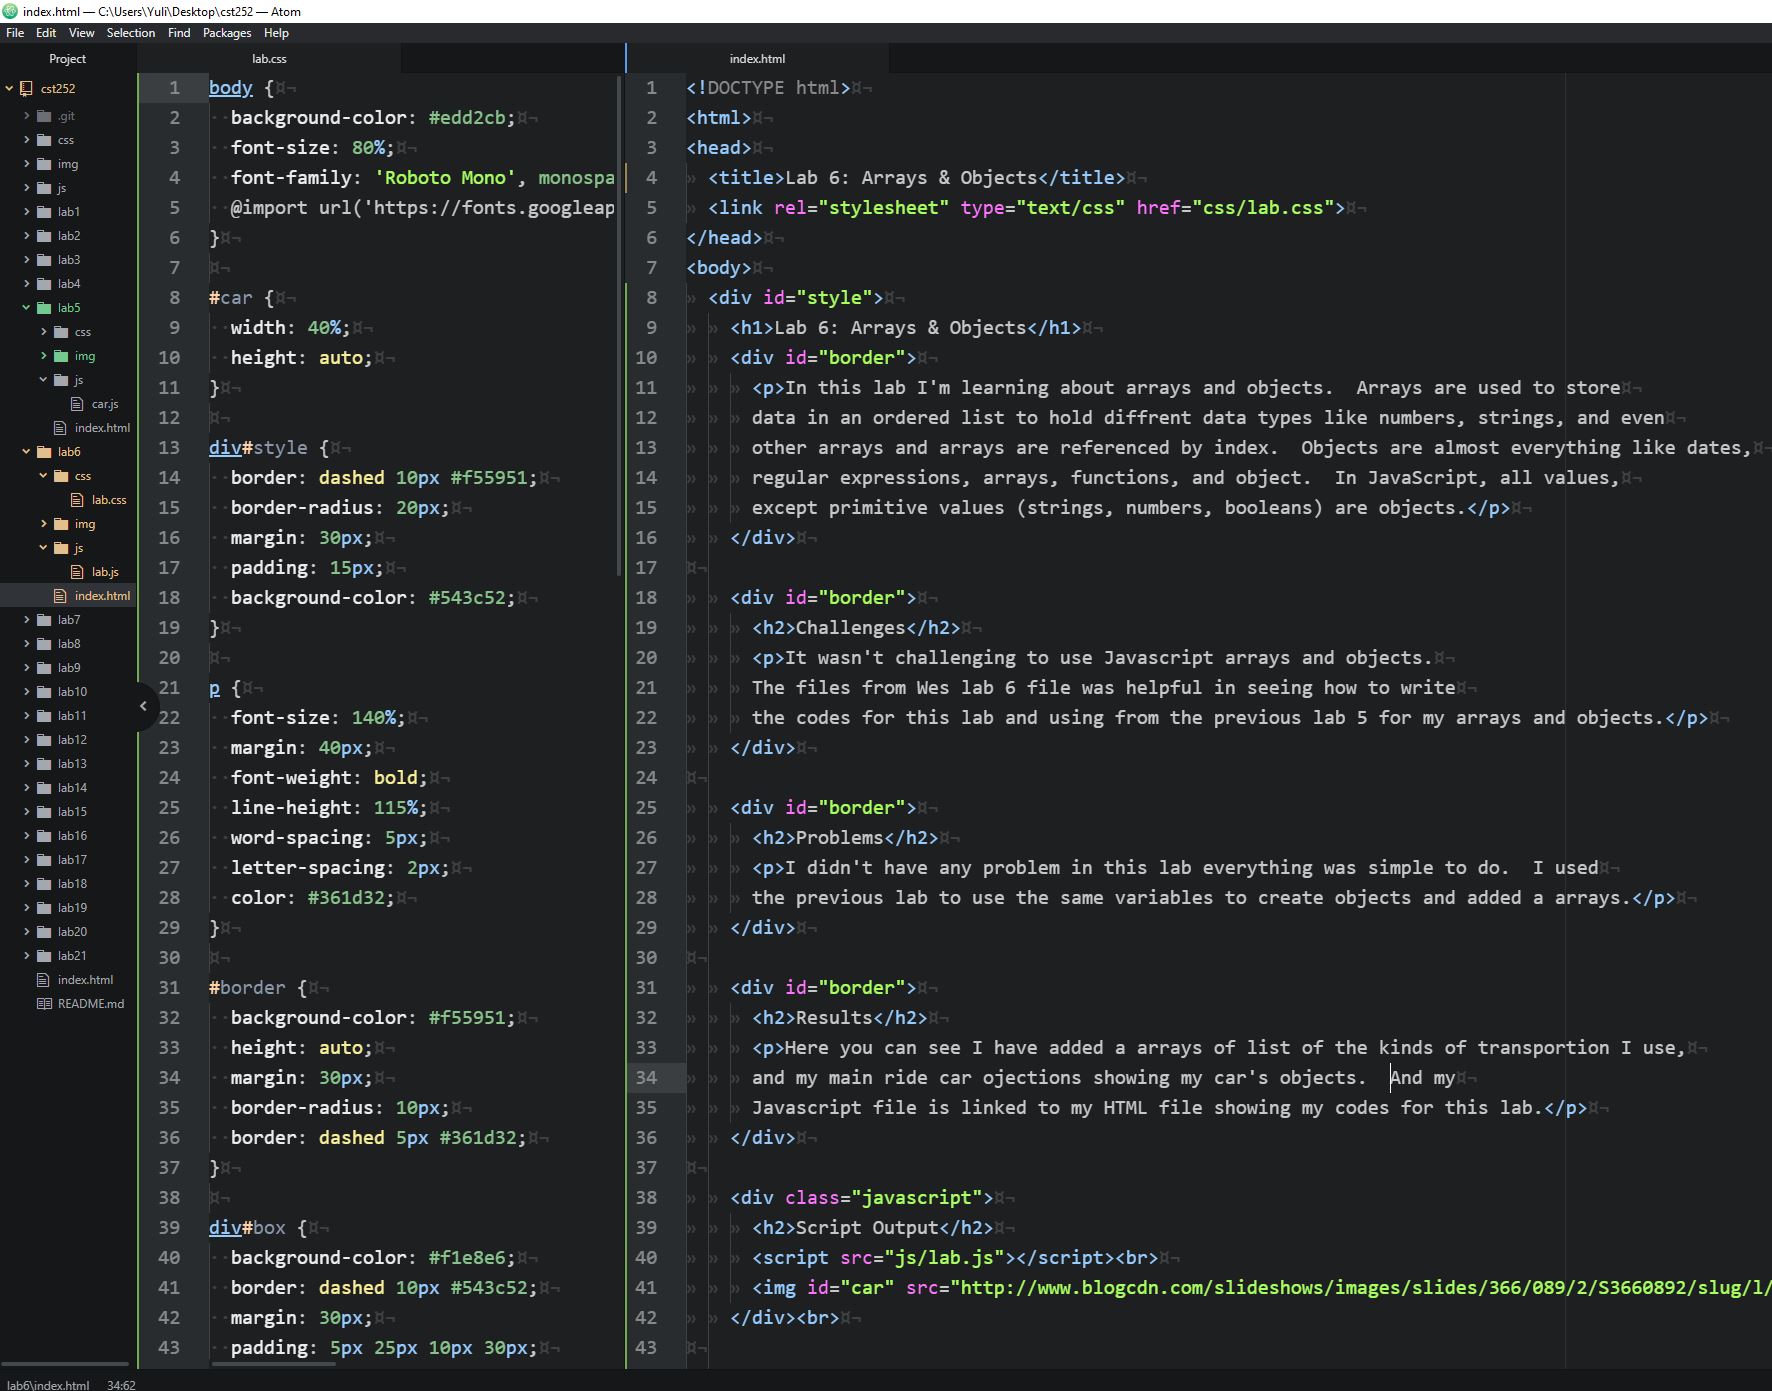 index.html — C:\Users\Yuli\Desktop\cst252 — Atom
File Edit View Selection Find Packages Help
Project
cst252
.git
css
img
js
lab1
lab2
lab3
lab4
lab5
css
img
js
car.js
index.html
lab6
css
lab.css
img
js
lab.js
index.html
lab7
lab8
lab9
lab10
lab11
lab12
lab13
lab14
lab15
lab16
lab17
lab18
lab19
lab20
lab21
index.html
README.md
lab.css
1 body {
2 background-color: #edd2cb;
3 font-size: 80%;
4 font-family: 'Roboto Mono', monospa
5 @import url('https://fonts.googleap
6 }
7
8 #car {
9 width: 40%;
10 height: auto;
11 }
12
13 div#style {
14 border: dashed 10px #f55951;
15 border-radius: 20px;
16 margin: 30px;
17 padding: 15px;
18 background-color: #543c52;
19 }
20
21 p {
22 font-size: 140%;
23 margin: 40px;
24 font-weight: bold;
25 line-height: 115%;
26 word-spacing: 5px;
27 letter-spacing: 2px;
28 color: #361d32;
29 }
30
31 #border {
32 background-color: #f55951;
33 height: auto;
34 margin: 30px;
35 border-radius: 10px;
36 border: dashed 5px #361d32;
37 }
38
39 div#box {
40 background-color: #f1e8e6;
41 border: dashed 10px #543c52;
42 margin: 30px;
43 padding: 5px 25px 10px 30px;
index.html
1 <!DOCTYPE html>
2 <html>
3 <head>
4 <title>Lab 6: Arrays & Objects</title>
5 <link rel="stylesheet" type="text/css" href="css/lab.css">
6 </head>
7 <body>
8 <div id="style">
9 <h1>Lab 6: Arrays & Objects</h1>
10 <div id="border">
11 <p>In this lab I'm learning about arrays and objects.  Arrays are used to store
12 data in an ordered list to hold diffrent data types like numbers, strings, and even
13 other arrays and arrays are referenced by index.  Objects are almost everything like dates,
14 regular expressions, arrays, functions, and object.  In JavaScript, all values,
15 except primitive values (strings, numbers, booleans) are objects.</p>
16 </div>
17
18 <div id="border">
19 <h2>Challenges</h2>
20 <p>It wasn't challenging to use Javascript arrays and objects.
21 The files from Wes lab 6 file was helpful in seeing how to write
22 the codes for this lab and using from the previous lab 5 for my arrays and objects.</p>
23 </div>
24
25 <div id="border">
26 <h2>Problems</h2>
27 <p>I didn't have any problem in this lab everything was simple to do.  I used
28 the previous lab to use the same variables to create objects and added a arrays.</p>
29 </div>
30
31 <div id="border">
32 <h2>Results</h2>
33 <p>Here you can see I have added a arrays of list of the kinds of transportion I use,
34 and my main ride car ojections showing my car's objects.  And my
35 Javascript file is linked to my HTML file showing my codes for this lab.</p>
36 </div>
37
38 <div class="javascript">
39 <h2>Script Output</h2>
40 <script src="js/lab.js"></script><br>
41 <img id="car" src="http://www.blogcdn.com/slideshows/images/slides/366/089/2/S3660892/slug/l/
42 </div><br>
43
lab6\index.html 34:62